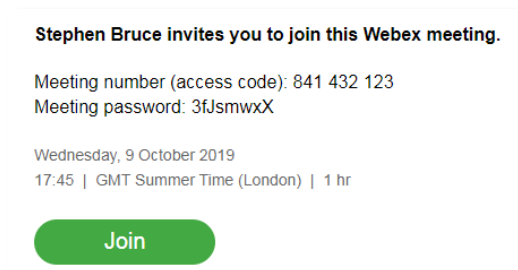 Stephen Bruce invites you to join this Webex meeting.
Meeting number (access code): 841 432 123
Meeting password: 3fJsmwxX
Wednesday, 9 October 2019
17:45 | GMT Summer Time (London) | 1 hr
Join